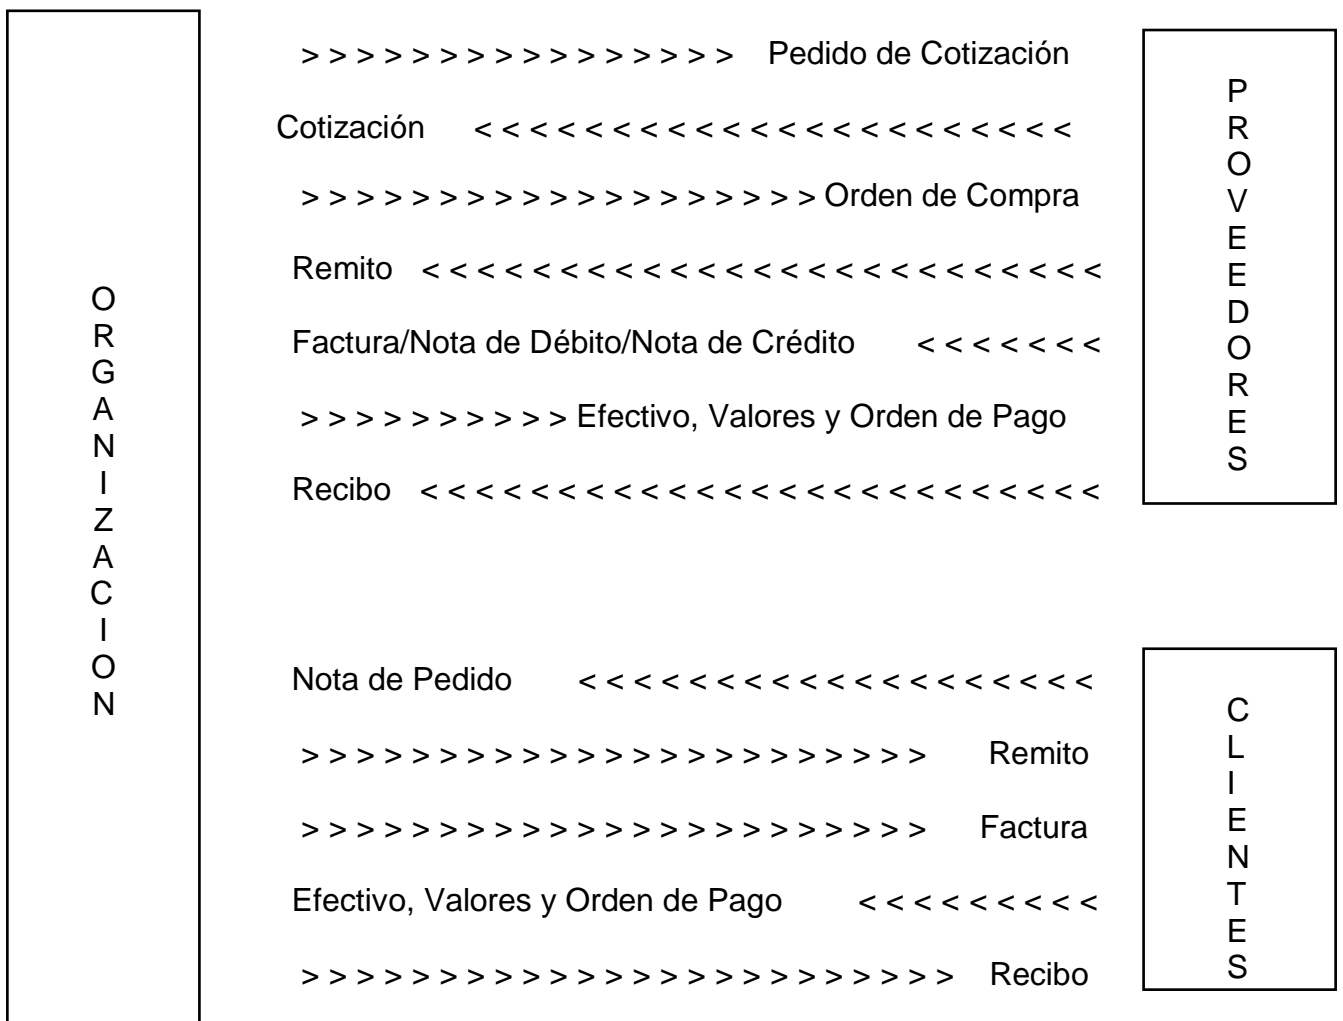 ORGANIZACION
> > > > > > > > > > > > > > > > Pedido de Cotización
Cotización < < < < < < < < < < < < < < < < < < < < < <
> > > > > > > > > > > > > > > > > > > Orden de Compra
Remito < < < < < < < < < < < < < < < < < < < < < < < < <
Factura/Nota de Débito/Nota de Crédito < < < < < < <
> > > > > > > > > > Efectivo, Valores y Orden de Pago
Recibo < < < < < < < < < < < < < < < < < < < < < < < < <
PROVEEDORES
Nota de Pedido < < < < < < < < < < < < < < < < < < <
> > > > > > > > > > > > > > > > > > > > > > > Remito
> > > > > > > > > > > > > > > > > > > > > > > Factura
Efectivo, Valores y Orden de Pago < < < < < < < < <
> > > > > > > > > > > > > > > > > > > > > > > > Recibo
CLIENTES